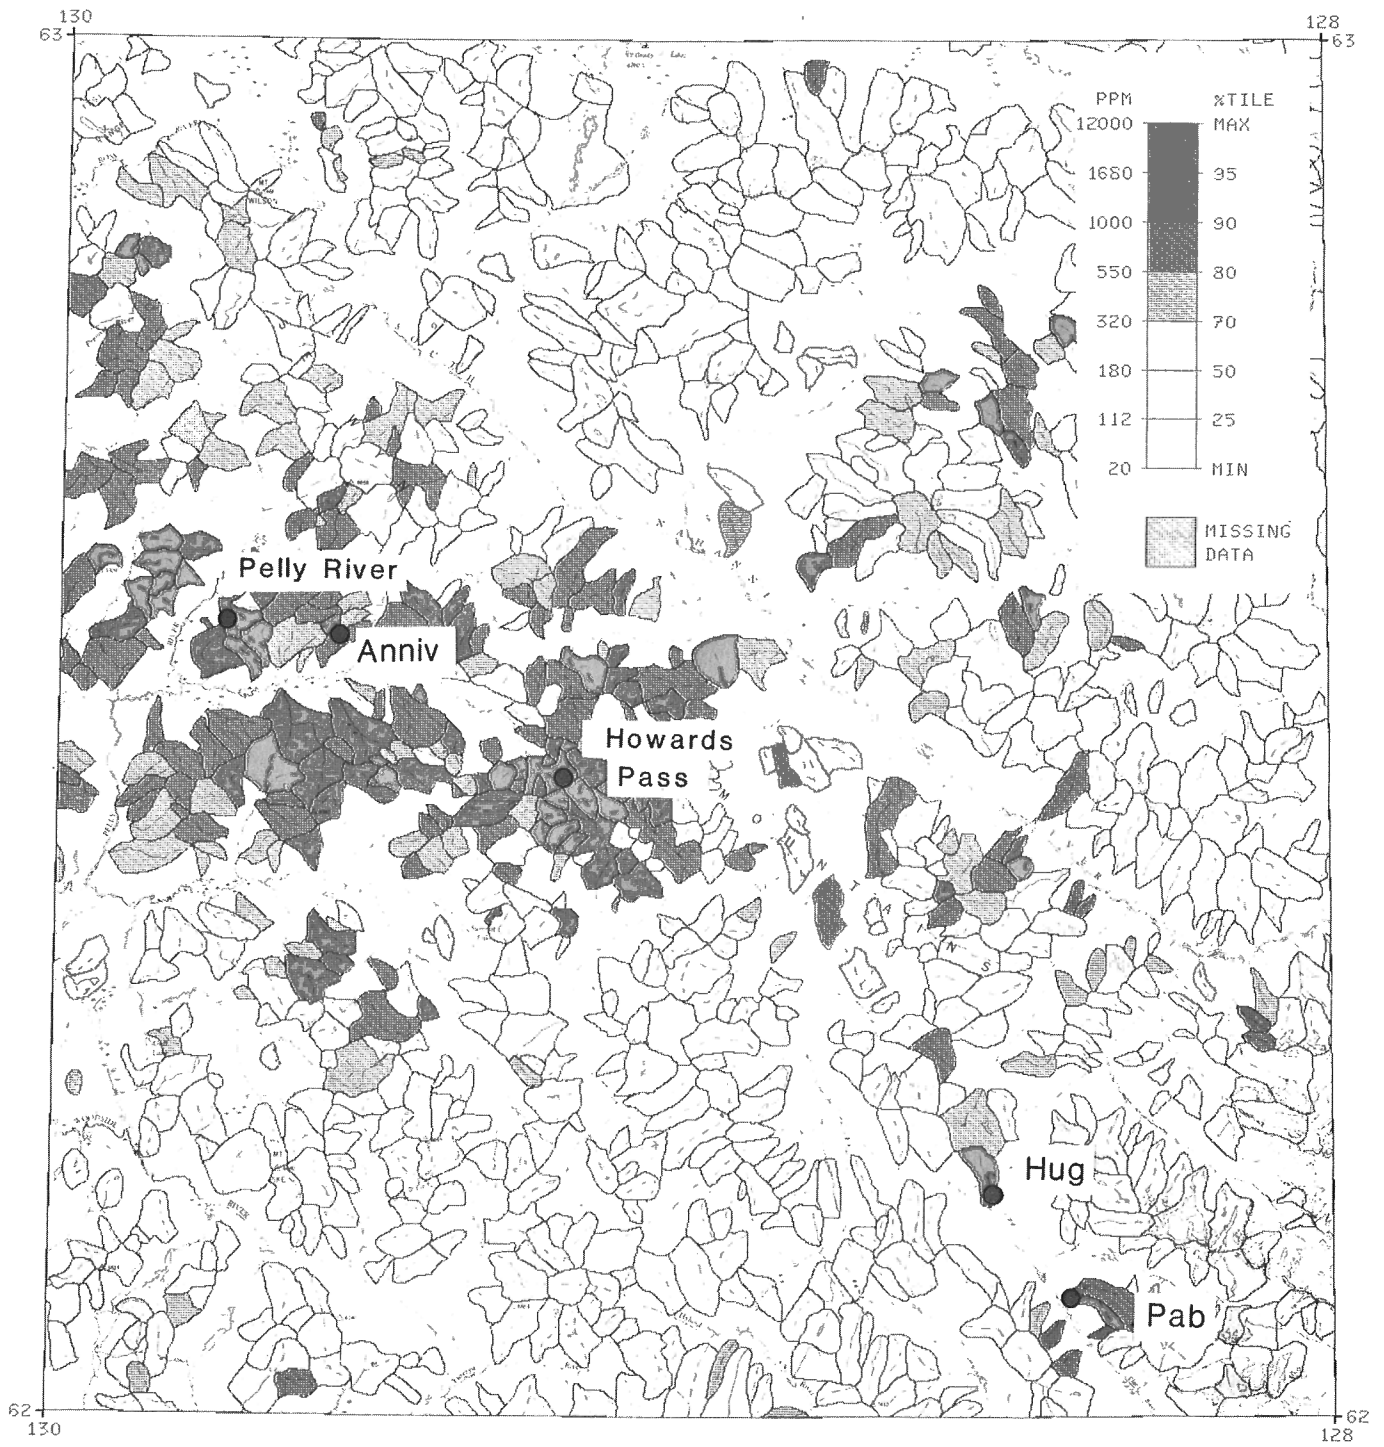 130
128
63
63
PPM %TILE
12000 MAX
1680 95
1000 90
550 80
320 70
180 50
112 25
20 MIN
MISSING
DATA
Pelly River
Anniv
Howards
Pass
Hug
Pab
62
62
130
128